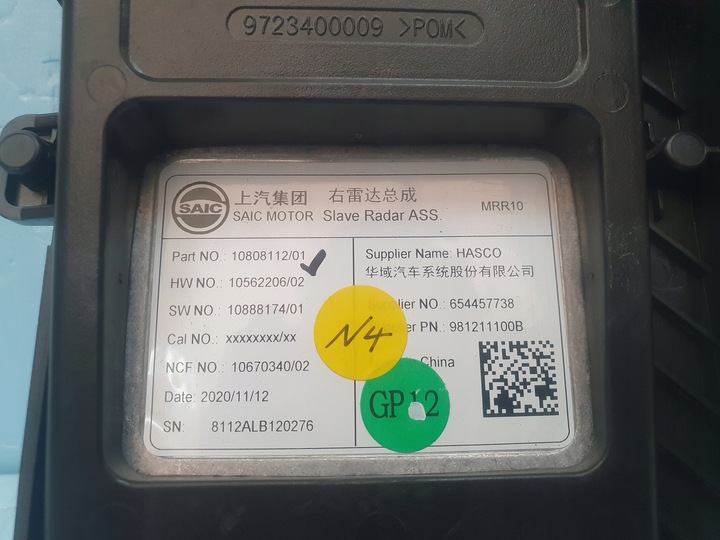 9723400009 >POM<
SAIC 上汽集团 右雷达总成
SAIC MOTOR Slave Radar ASS. MRR10
Part NO.: 10808112/01
HW NO.: 10562206/02
SW NO.: 10888174/01
Cal NO.: xxxxxxxx/xx
NCF NO.: 10670340/02
Date: 2020/11/12
SN: 8112ALB120276
Supplier Name: HASCO
华域汽车系统股份有限公司
Supplier NO.: 654457738
PN.: 981211100B
China
N4
GP12